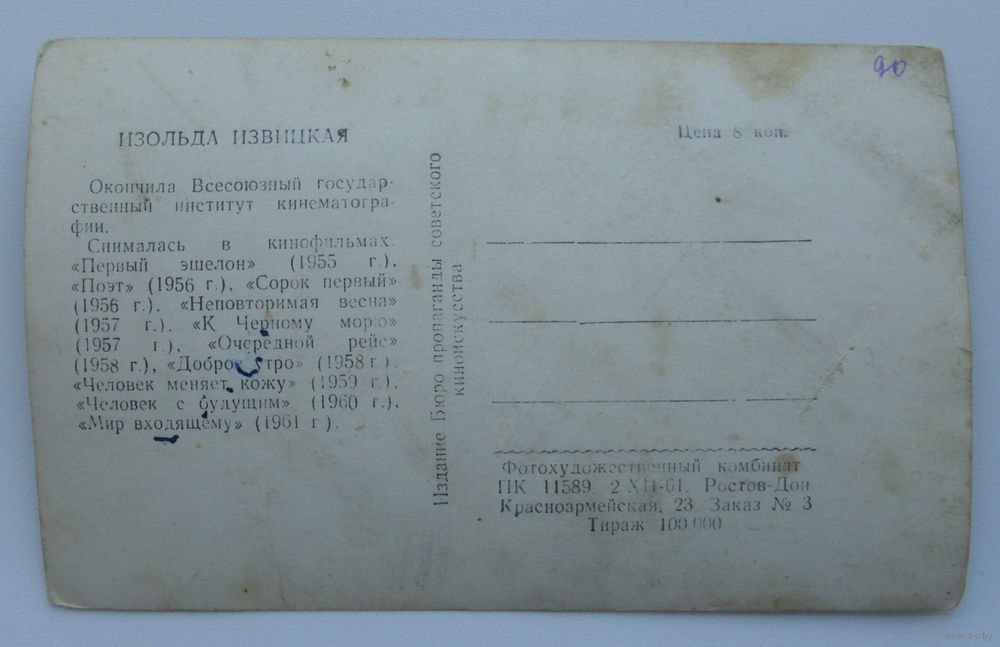 90
ИЗОЛЬДА ИЗВИЦКАЯ
Окончила Всесоюзный государ-
ственный институт кинематогра-
фии.
Снималась в кинофильмах:
«Первый эшелон» (1955 г.),
«Поэт» (1956 г.), «Сорок первый»
(1956 г.), «Неповторимая весна»
(1957 г.), «К Черному морю»
(1957 г.), «Очередной рейс»
(1958 г.), «Доброе утро» (1958 г.),
«Человек меняет кожу» (1959 г.),
«Человек с будущим» (1960 г.),
«Мир входящему» (1961 г.).
Издание Бюро пропаганды советского
киноискусства
Цена 8 коп.
Фотохудожественный комбинат
ПК 11589. 2-XII-61. Ростов-Дон
Красноармейская, 23 Заказ № 3
Тираж 100 000
www.ay.by